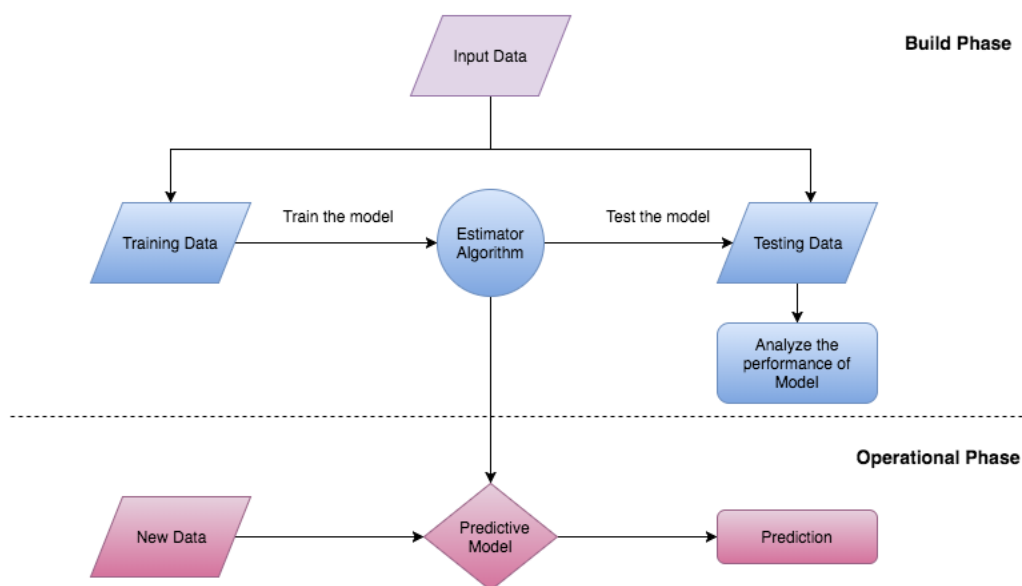 Build Phase
Input Data
Train the model
Test the model
Training Data
Estimator
Algorithm
Testing Data
Analyze the
performance of
Model
Operational Phase
New Data
Predictive
Model
Prediction